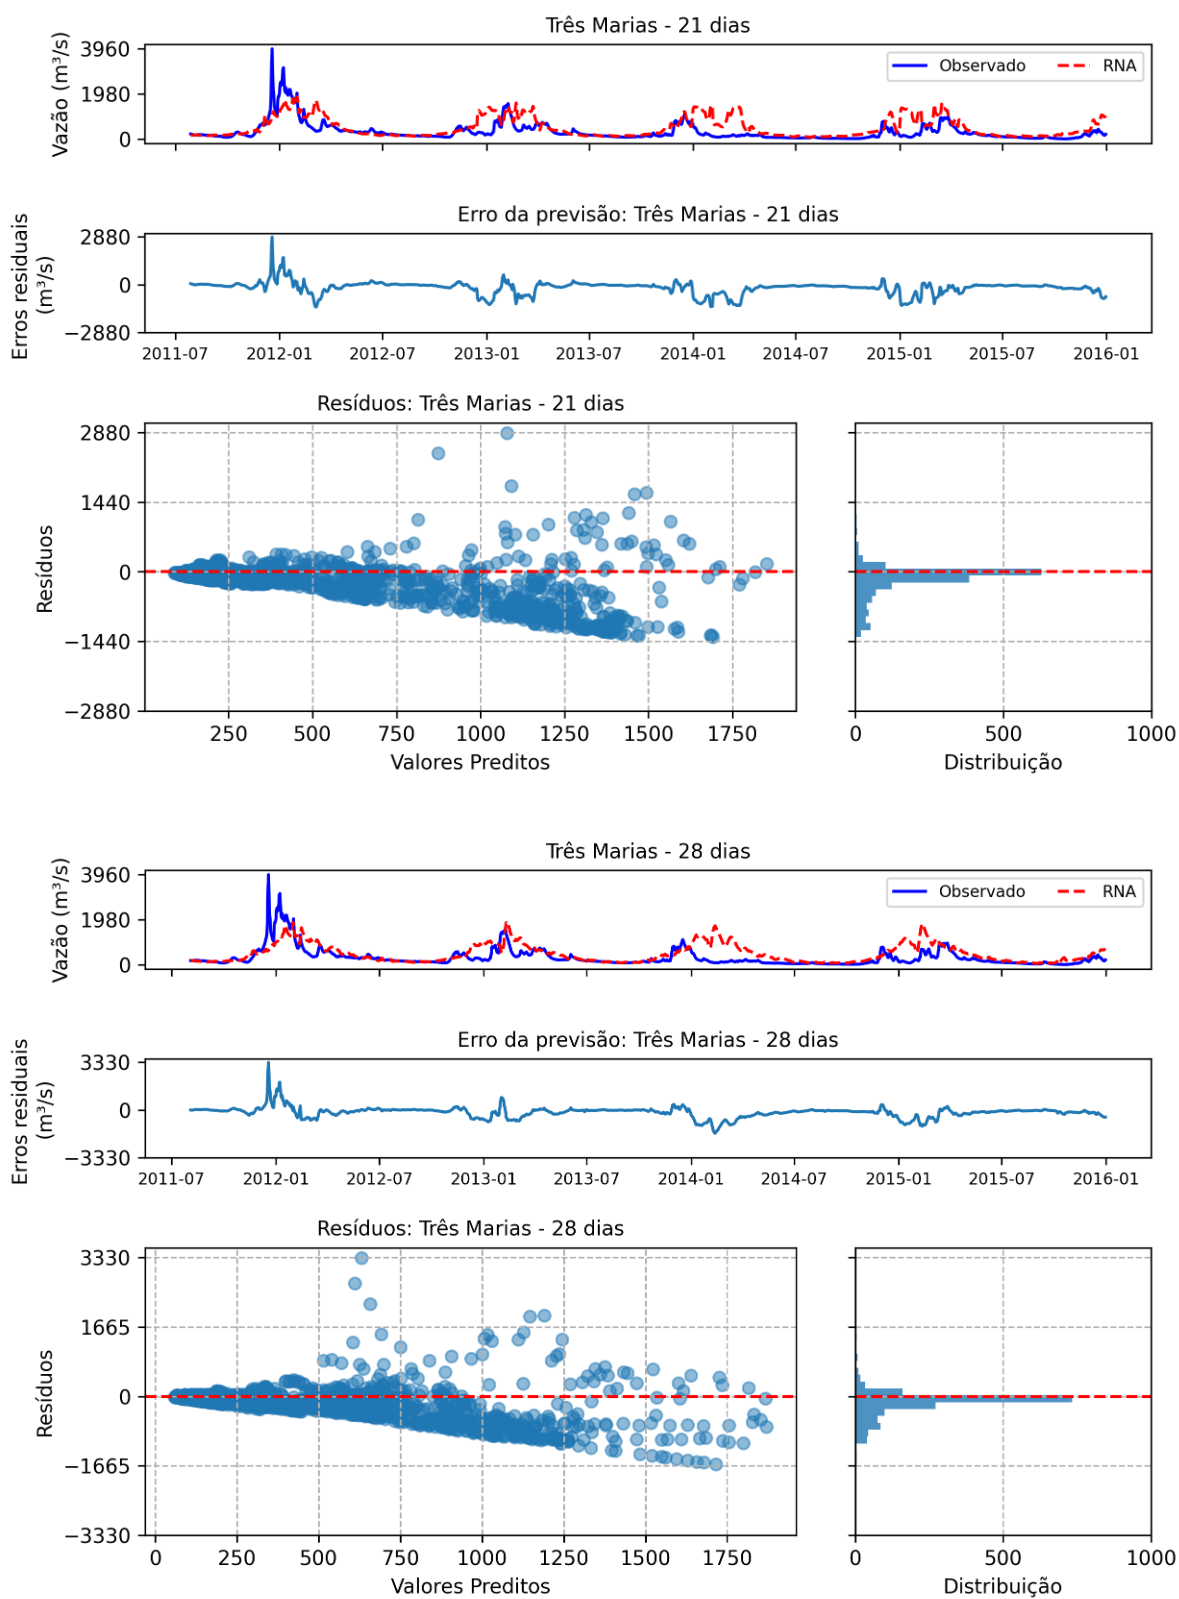 Três Marias - 21 dias
Vazão (m³/s)
3960
1980
0
Observado
RNA
Erro da previsão: Três Marias - 21 dias
Erros residuais
(m³/s)
2880
0
−2880
2011-07 2012-01 2012-07 2013-01 2013-07 2014-01 2014-07 2015-01 2015-07 2016-01
Resíduos: Três Marias - 21 dias
Resíduos
2880
1440
0
−1440
−2880
250 500 750 1000 1250 1500 1750
Valores Preditos
0 500 1000
Distribuição
Três Marias - 28 dias
Vazão (m³/s)
3960
1980
0
Observado
RNA
Erro da previsão: Três Marias - 28 dias
Erros residuais
(m³/s)
3330
0
−3330
2011-07 2012-01 2012-07 2013-01 2013-07 2014-01 2014-07 2015-01 2015-07 2016-01
Resíduos: Três Marias - 28 dias
Resíduos
3330
1665
0
−1665
−3330
0 250 500 750 1000 1250 1500 1750
Valores Preditos
0 500 1000
Distribuição